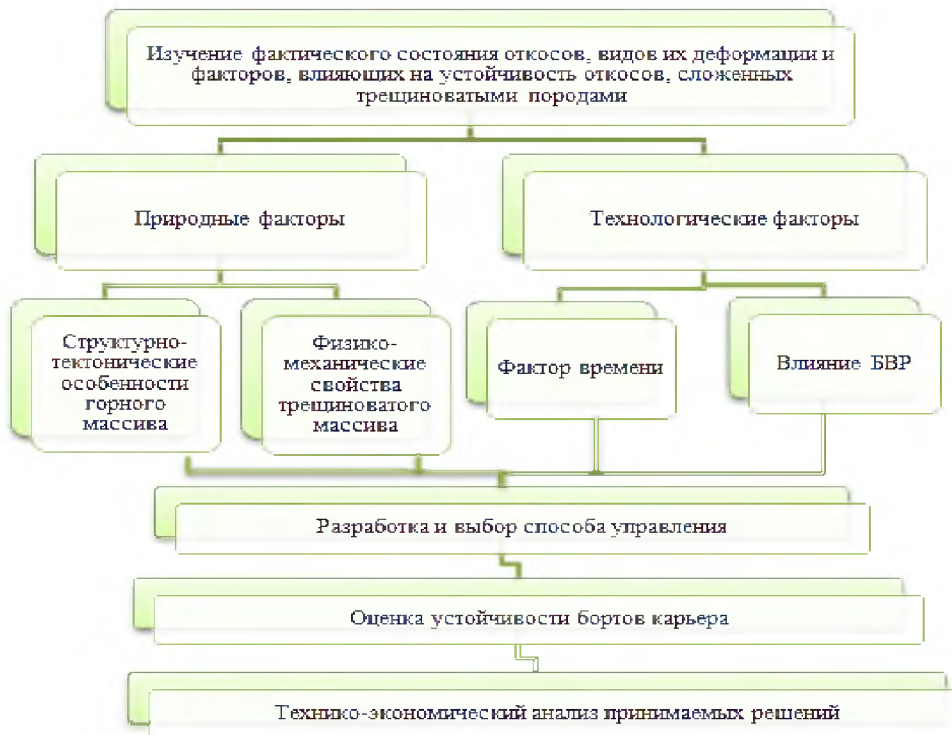 Изучение фактического состояния откосов, видов их деформации и
факторов, влияющих на устойчивость откосов, сложенных
трещиноватыми породами
Природные факторы
Технологические факторы
Структурно-
тектонические
особенности
горного
массива
Физико-
механические
свойства
трещиноватого
массива
Фактор времени
Влияние БВР
Разработка и выбор способа управления
Оценка устойчивости бортов карьера
Технико-экономический анализ принимаемых решений